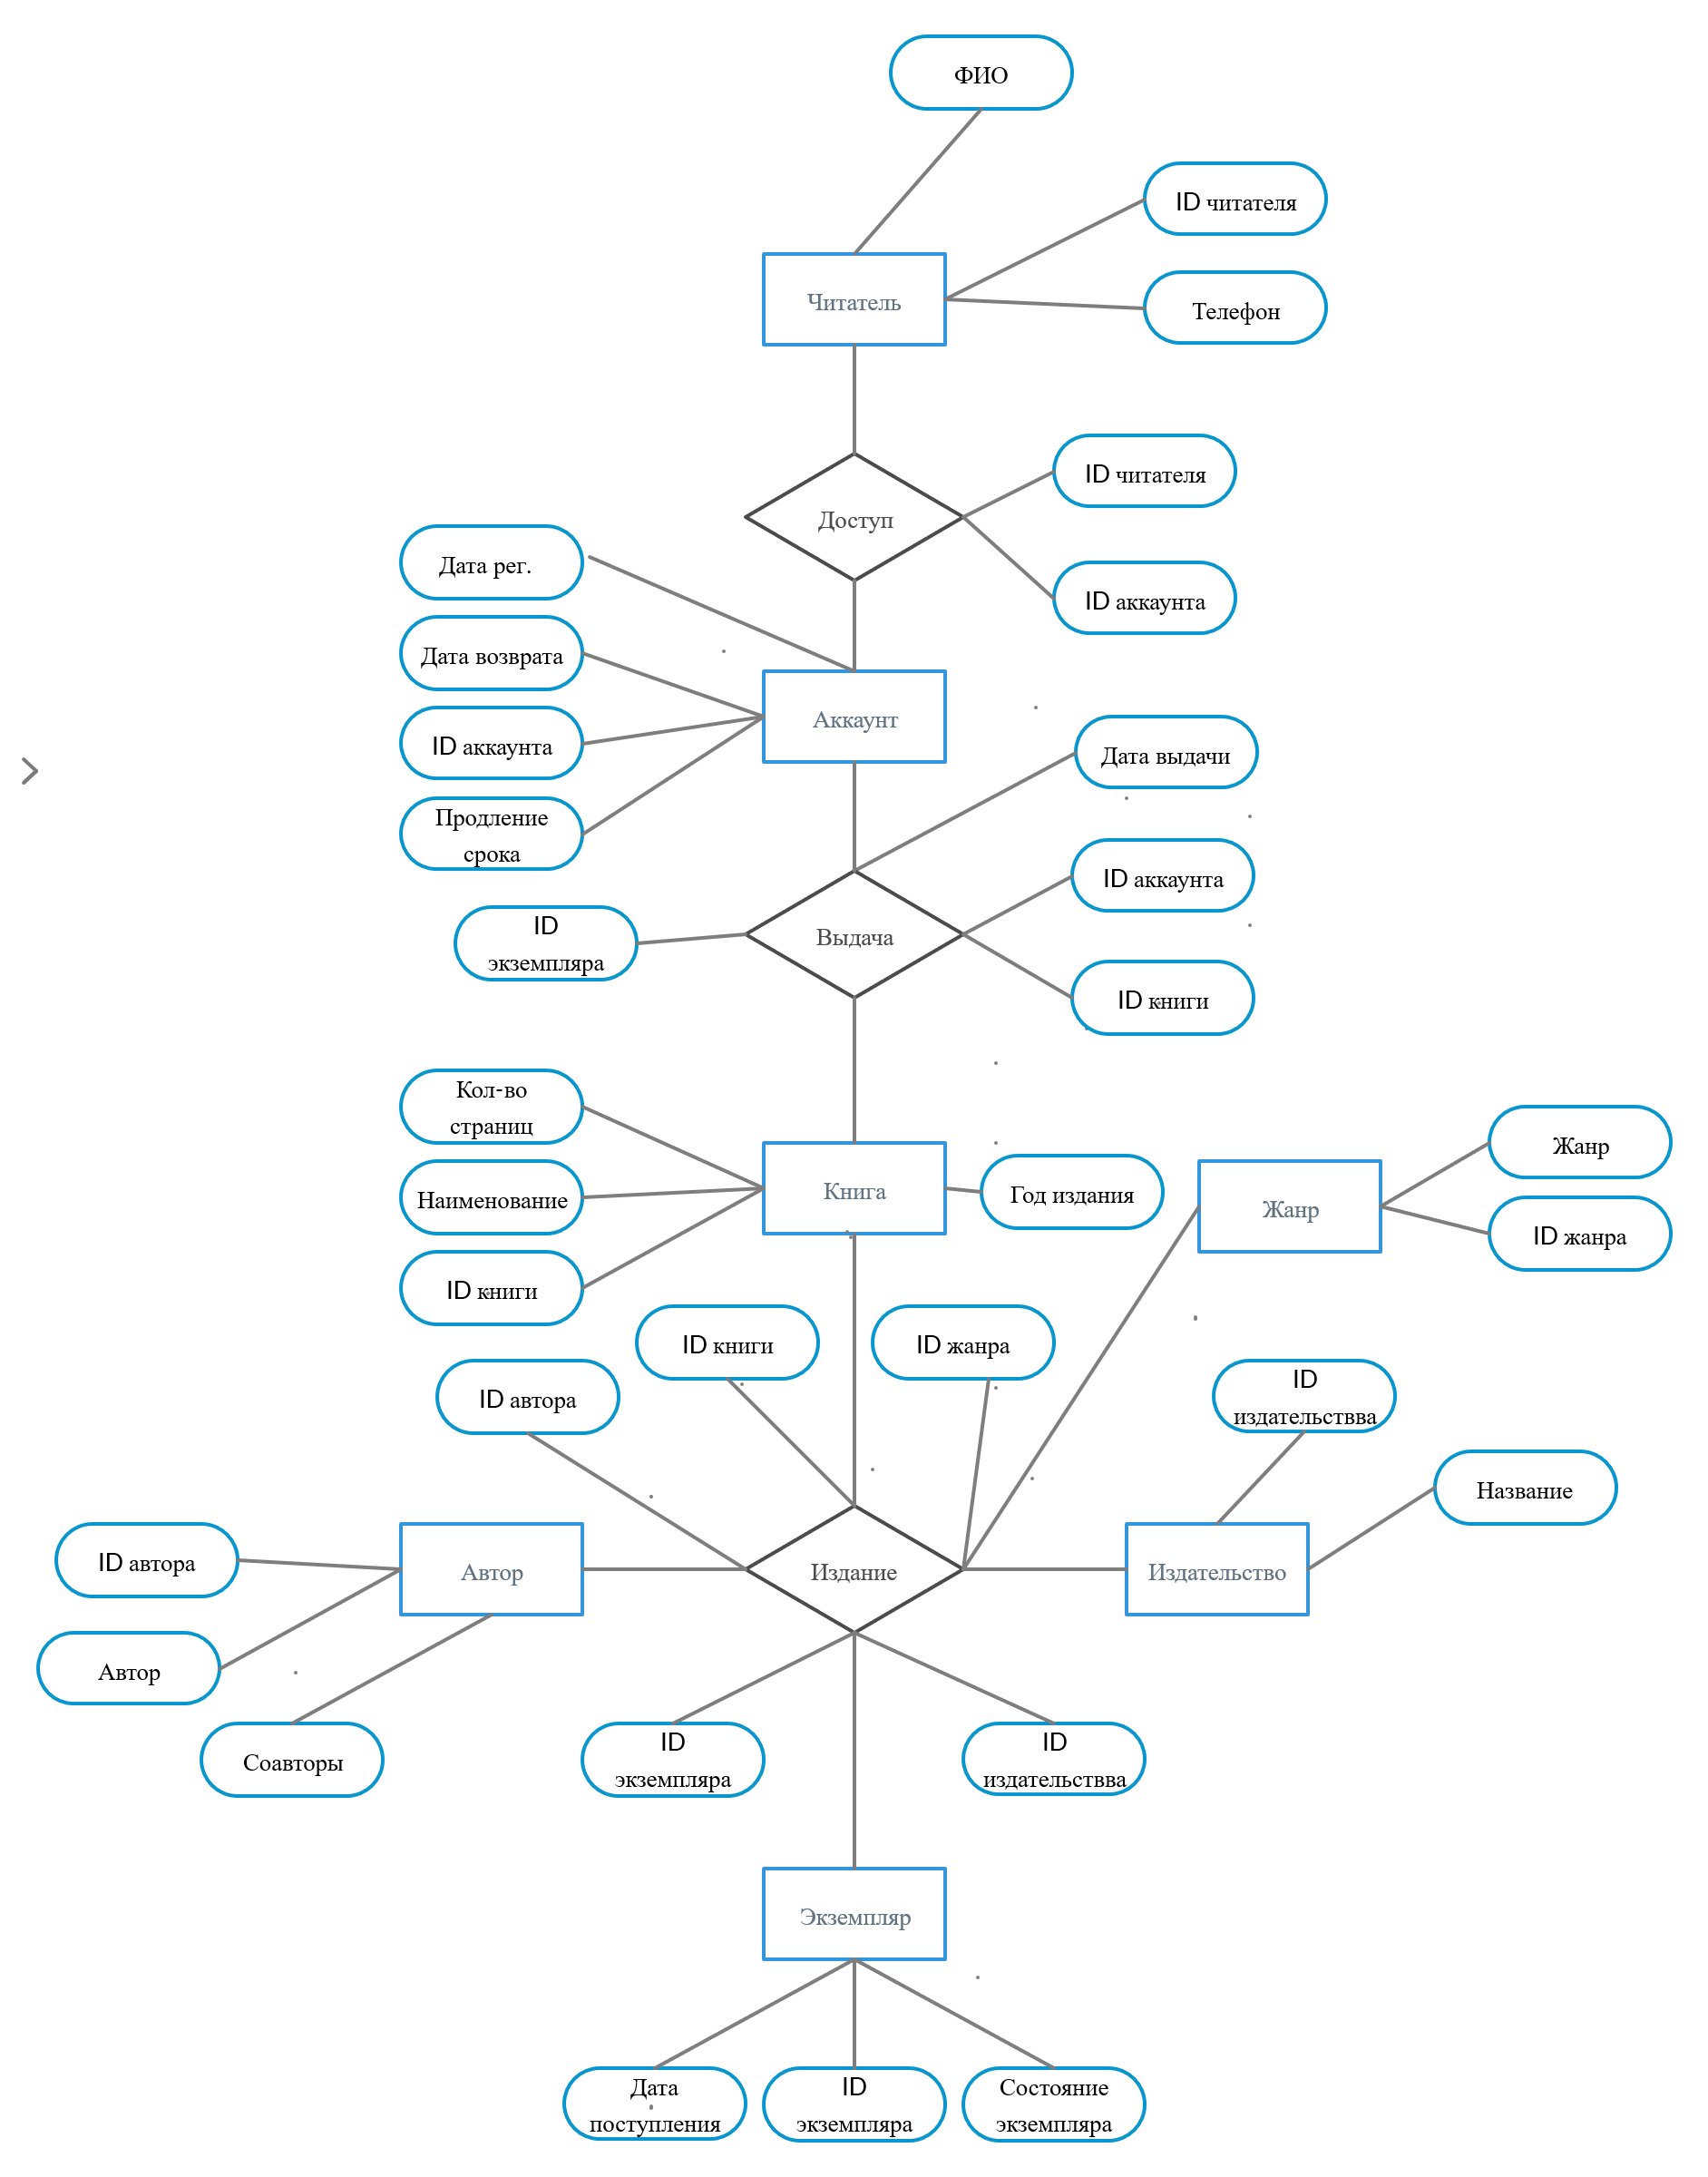 ФИО
ID читателя
Телефон
Читатель
ID читателя
Доступ
ID аккаунта
Дата рег.
Дата возврата
ID аккаунта
Продление
срока
Аккаунт
Дата выдачи
ID аккаунта
ID
экземпляра
Выдача
ID книги
Кол-во
страниц
Наименование
ID книги
Книга
Год издания
Жанр
Жанр
ID жанра
ID книги
ID жанра
ID автора
ID
издательствва
Название
ID автора
Автор
Издание
Издательство
Автор
Соавторы
ID
экземпляра
ID
издательствва
Экземпляр
Дата
поступления
ID
экземпляра
Состояние
экземпляра